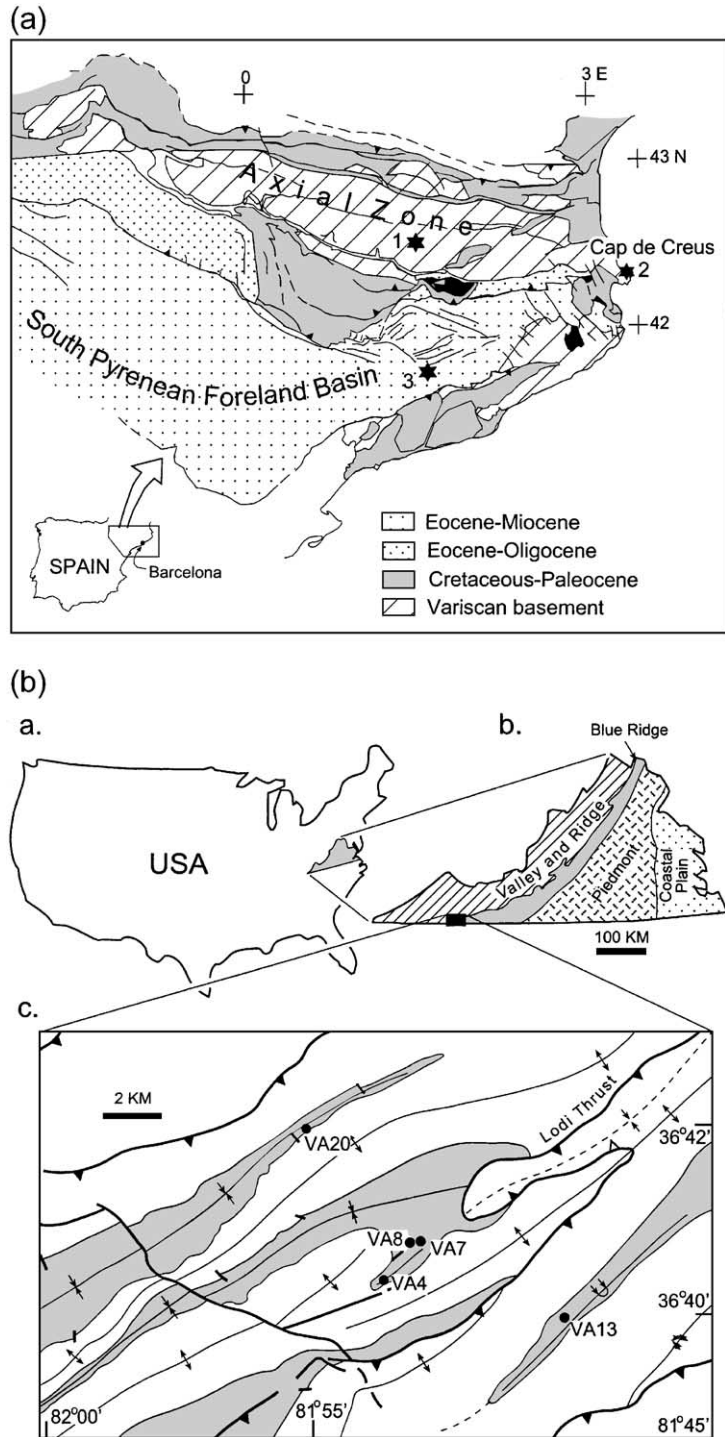 (a)
0
3 E
43 N
Axial Zone
1
Cap de Creus
2
42
South Pyrenean Foreland Basin
3
SPAIN
Barcelona
Eocene-Miocene
Eocene-Oligocene
Cretaceous-Paleocene
Variscan basement
(b)
a.
b.
Blue Ridge
USA
Valley and Ridge
Piedmont
Coastal
Plain
100 KM
c.
2 KM
Lodi Thrust
36°42'
VA20
VA8
VA7
VA4
36°40'
VA13
82°00'
81°55'
81°45'